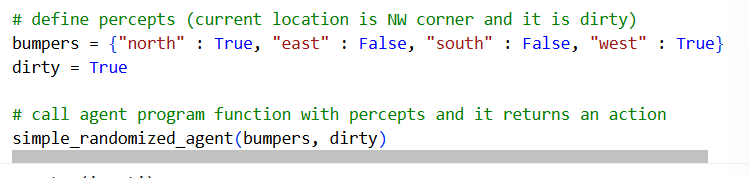 # define percepts (current location is NW corner and it is dirty)
bumpers = {"north" : True, "east" : False, "south" : False, "west" : True}
dirty = True
# call agent program function with percepts and it returns an action
simple_randomized_agent(bumpers, dirty)